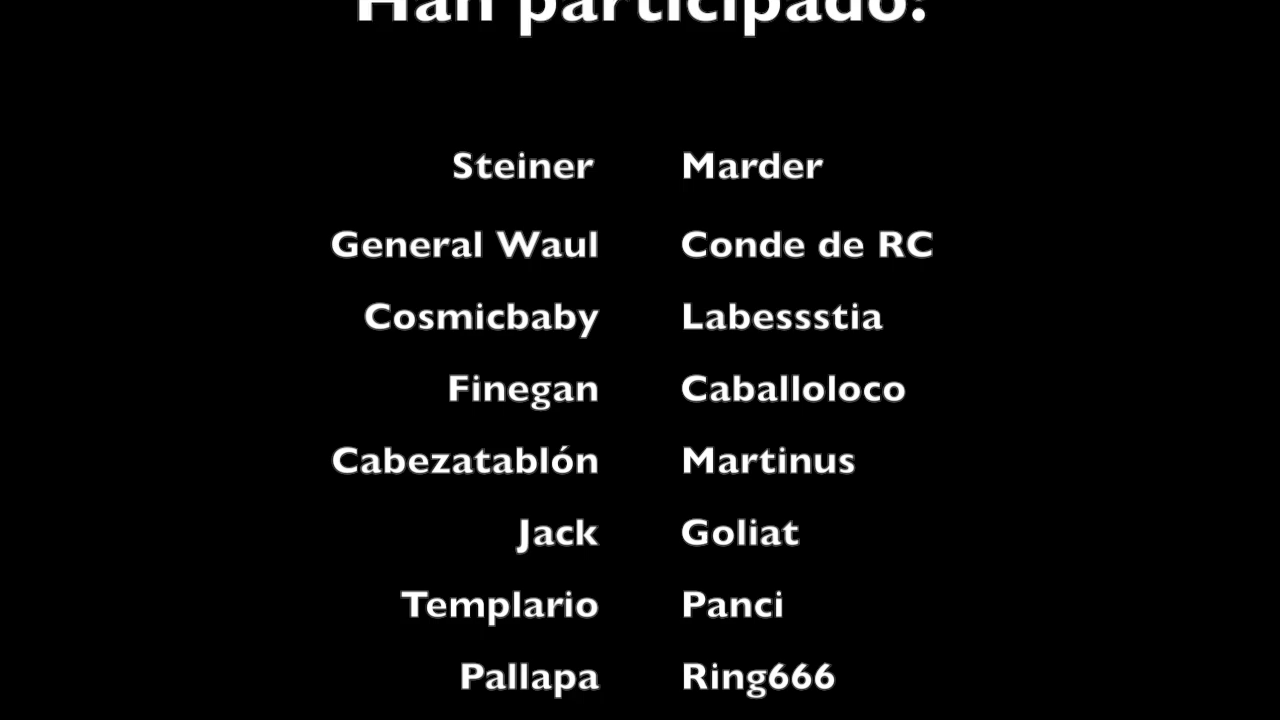 Han participado:
Steiner Marder
General Waul Conde de RC
Cosmicbaby Labessstia
Finegan Caballoloco
Cabezatablón Martinus
Jack Goliat
Templario Panci
Pallapa Ring666